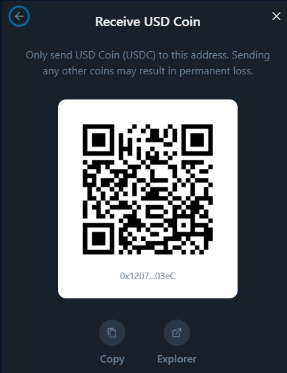 Receive USD Coin
Only send USD Coin (USDC) to this address. Sending
any other coins may result in permanent loss.
0x1207...03eC
Copy
Explorer